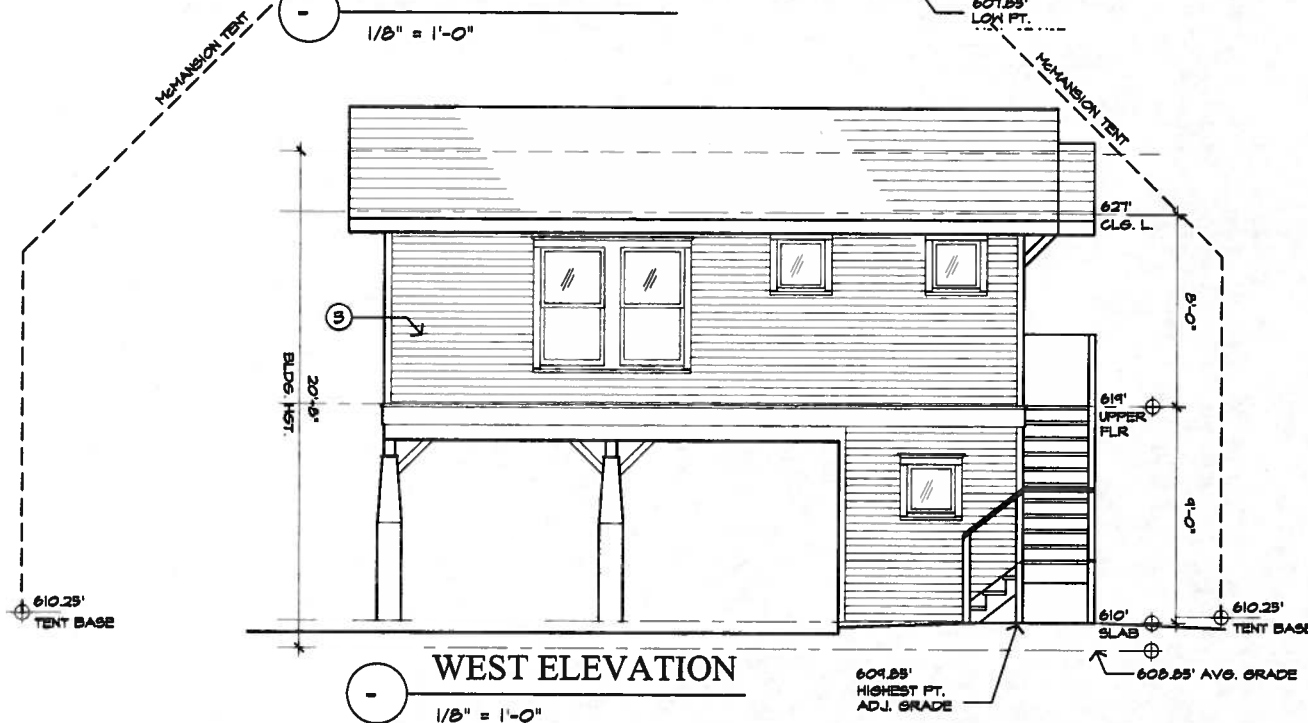 -
1/8" = 1'-0"
607.85'
LOW PT.
McMANSION TENT
McMANSION TENT
627'
CLG. L.
8'-0"
S
20'-8"
BLDG. HGT.
619'
UPPER
FLR
9'-0"
610.25'
TENT BASE
610'
SLAB
610.25'
TENT BASE
608.85' AVG. GRADE
609.85'
HIGHEST PT.
ADJ. GRADE
-
WEST ELEVATION
1/8" = 1'-0"